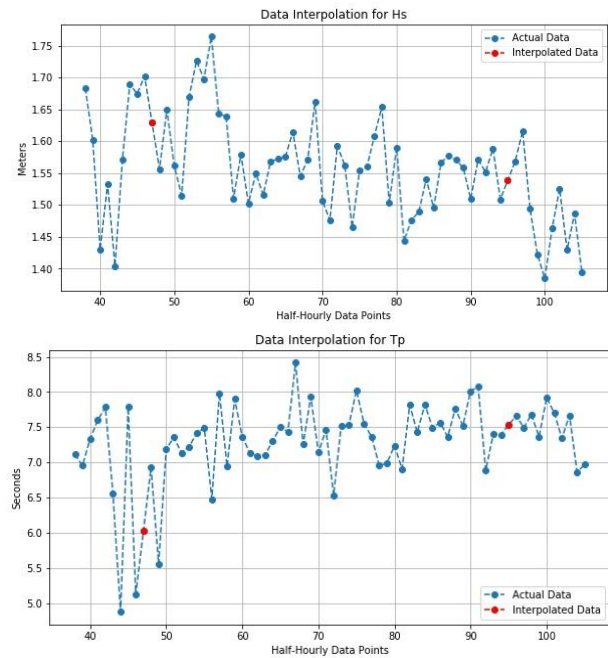 Data Interpolation for Hs
Actual Data
Interpolated Data
1.75
1.70
1.65
1.60
1.55
1.50
1.45
1.40
Meters
40 50 60 70 80 90 100
Half-Hourly Data Points
Data Interpolation for Tp
8.5
8.0
7.5
7.0
6.5
6.0
5.5
5.0
Seconds
Actual Data
Interpolated Data
40 50 60 70 80 90 100
Half-Hourly Data Points